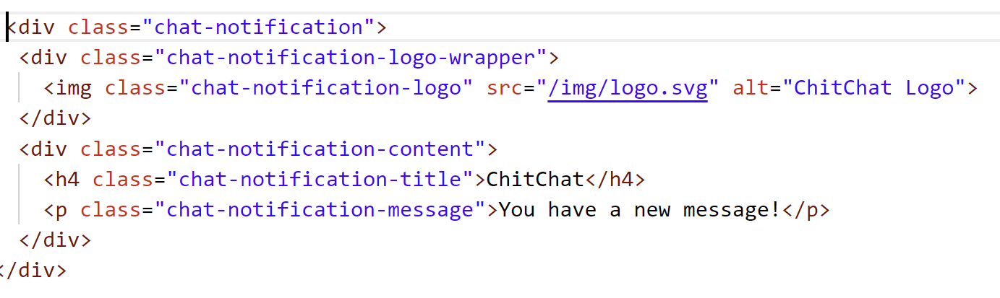 <div class="chat-notification">
  <div class="chat-notification-logo-wrapper">
    <img class="chat-notification-logo" src="/img/logo.svg" alt="ChitChat Logo">
  </div>
  <div class="chat-notification-content">
    <h4 class="chat-notification-title">ChitChat</h4>
    <p class="chat-notification-message">You have a new message!</p>
  </div>
</div>